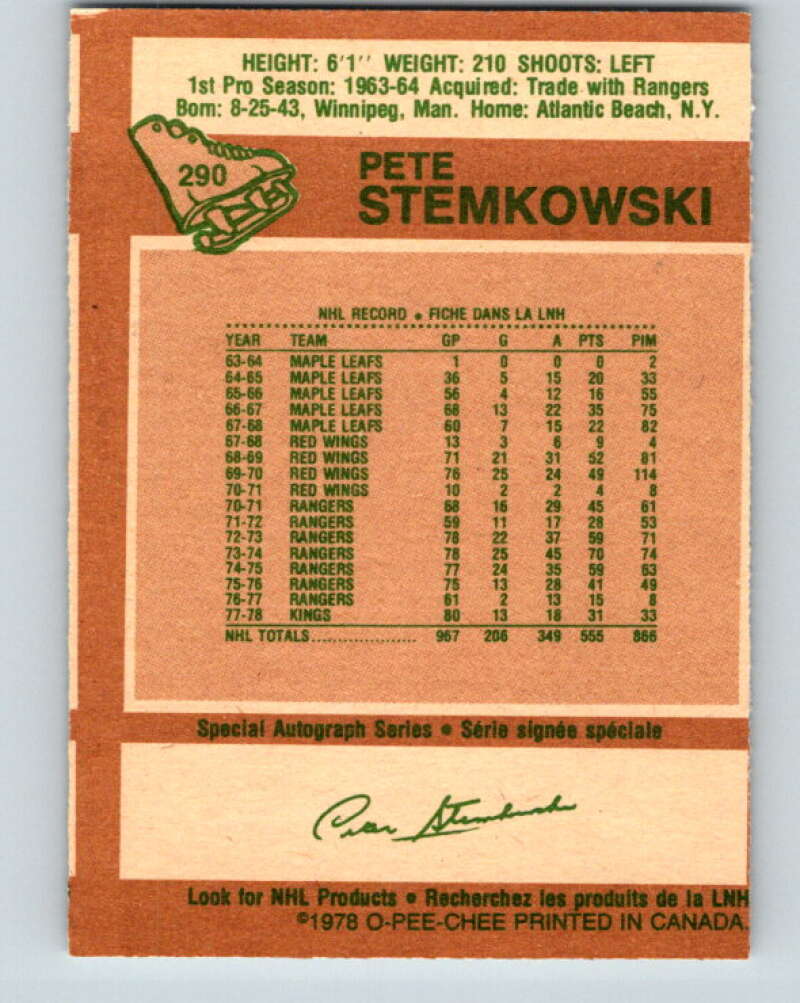 HEIGHT: 6'1'' WEIGHT: 210 SHOOTS: LEFT
1st Pro Season: 1963-64 Acquired: Trade with Rangers
Born: 8-25-43, Winnipeg, Man. Home: Atlantic Beach, N.Y.
290
PETE
STEMKOWSKI
NHL RECORD • FICHE DANS LA LNH
YEAR TEAM GP G A PTS PIM
63-64 MAPLE LEAFS 1 0 0 0 2
64-65 MAPLE LEAFS 36 5 15 20 33
65-66 MAPLE LEAFS 56 4 12 16 55
66-67 MAPLE LEAFS 68 13 22 35 75
67-68 MAPLE LEAFS 60 7 15 22 82
67-68 RED WINGS 13 3 6 9 4
68-69 RED WINGS 71 21 31 52 81
69-70 RED WINGS 76 25 24 49 114
70-71 RED WINGS 10 2 2 4 8
70-71 RANGERS 68 16 29 45 61
71-72 RANGERS 59 11 17 28 53
72-73 RANGERS 78 22 37 59 71
73-74 RANGERS 78 25 45 70 74
74-75 RANGERS 77 24 35 59 63
75-76 RANGERS 75 13 28 41 49
76-77 RANGERS 61 2 13 15 8
77-78 KINGS 80 13 18 31 33
NHL TOTALS.................... 967 206 349 555 866
Special Autograph Series • Série signée spéciale
Peter Stemkowski
Look for NHL Products • Recherchez les produits de la LNH
©1978 O-PEE-CHEE PRINTED IN CANADA.